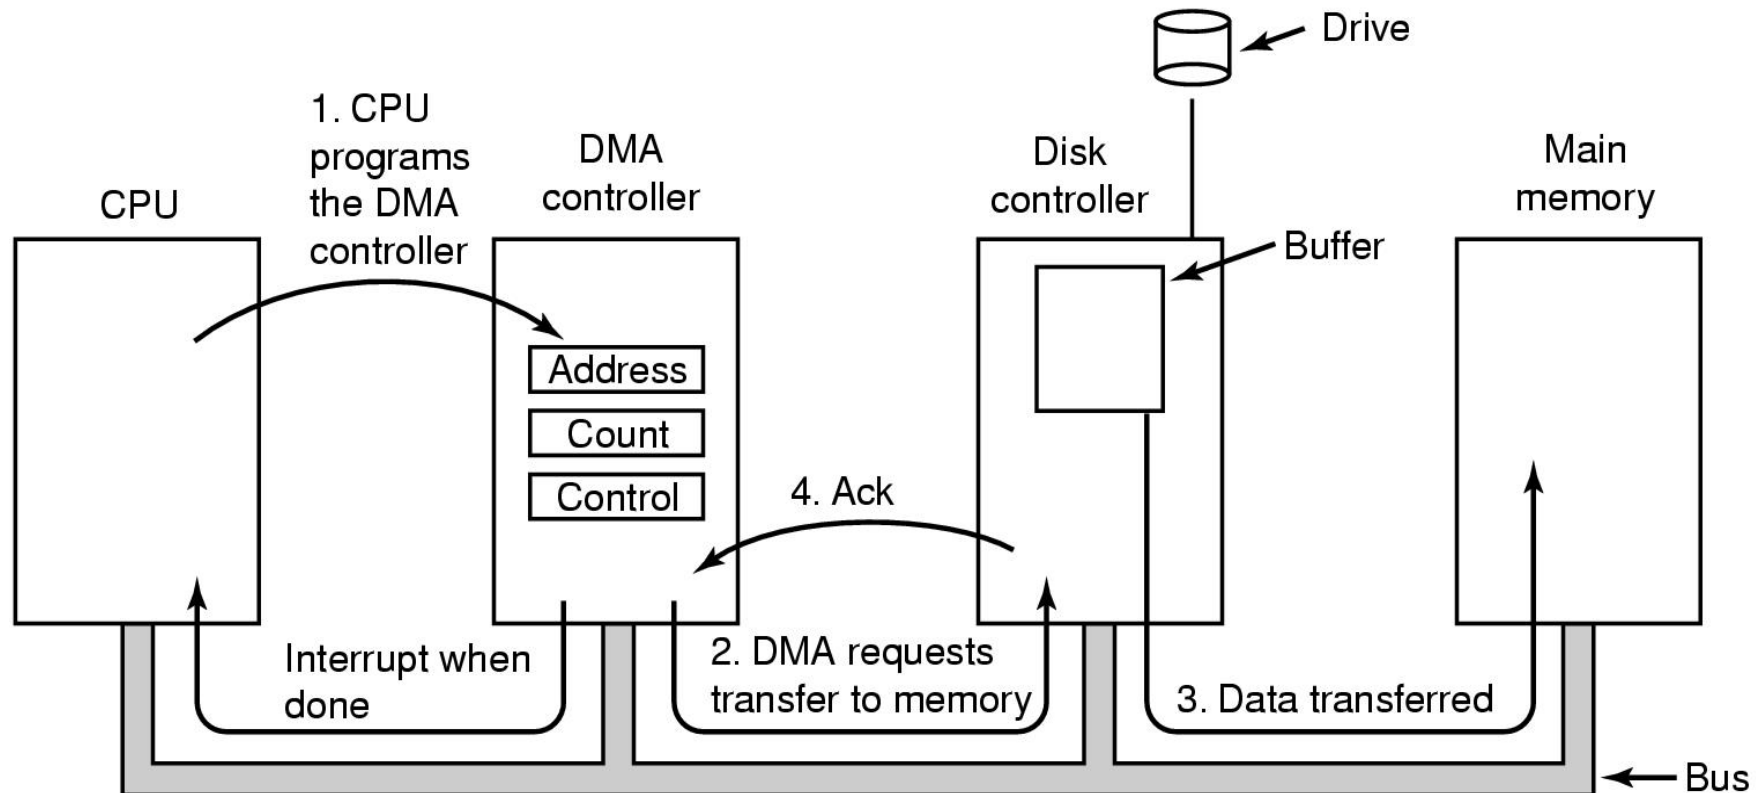 Drive
1. CPU
programs
the DMA
controller
CPU
DMA
controller
Disk
controller
Main
memory
Buffer
Address
Count
Control
4. Ack
Interrupt when
done
2. DMA requests
transfer to memory
3. Data transferred
Bus